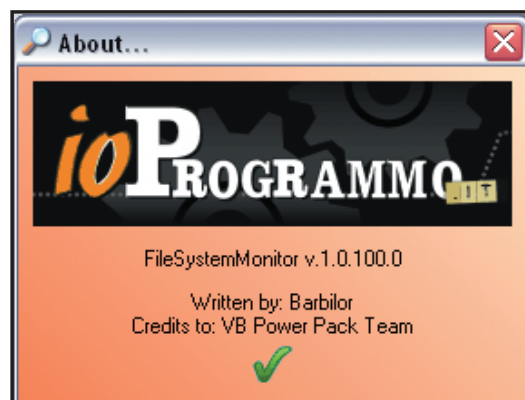 About...
ioProgrammo.it
FileSystemMonitor v.1.0.100.0
Written by: Barbilor
Credits to: VB Power Pack Team